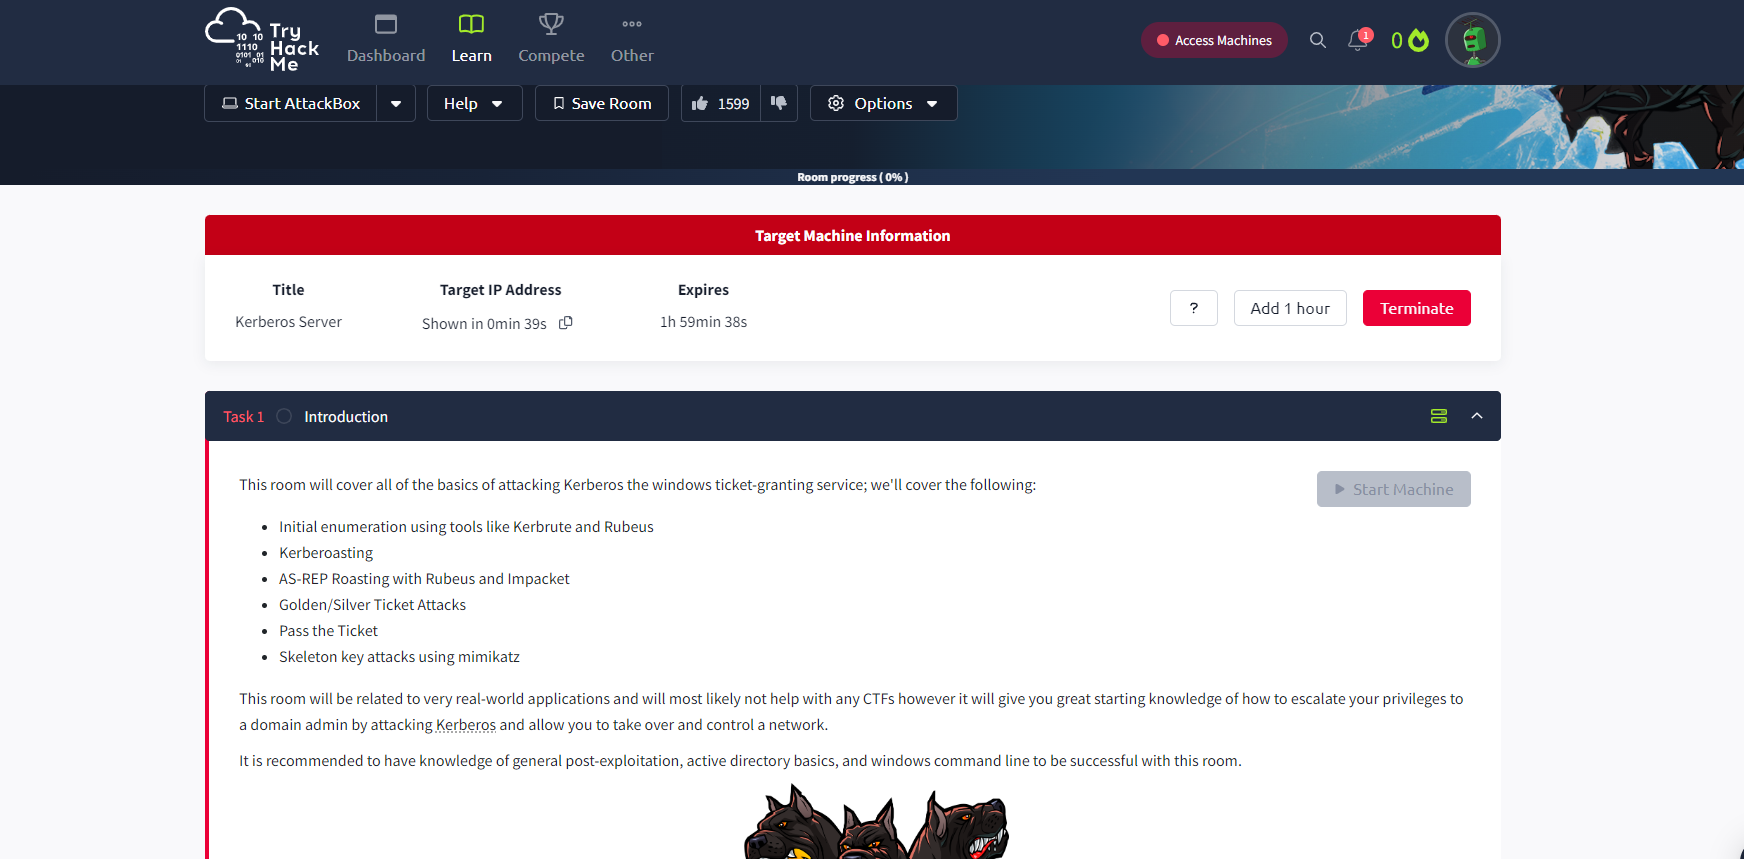 Try Hack Me
10 10
1110
0101 01
Dashboard
Learn
Compete
Other
Access Machines
1
0
Start AttackBox
Help
Save Room
1599
Options
Room progress ( 0% )
Target Machine Information
Title
Target IP Address
Expires
Kerberos Server
Shown in 0min 39s
1h 59min 38s
?
Add 1 hour
Terminate
Task 1
Introduction
This room will cover all of the basics of attacking Kerberos the windows ticket-granting service; we'll cover the following:
Start Machine
• Initial enumeration using tools like Kerbrute and Rubeus
• Kerberoasting
• AS-REP Roasting with Rubeus and Impacket
• Golden/Silver Ticket Attacks
• Pass the Ticket
• Skeleton key attacks using mimikatz
This room will be related to very real-world applications and will most likely not help with any CTFs however it will give you great starting knowledge of how to escalate your privileges to
a domain admin by attacking Kerberos and allow you to take over and control a network.
It is recommended to have knowledge of general post-exploitation, active directory basics, and windows command line to be successful with this room.